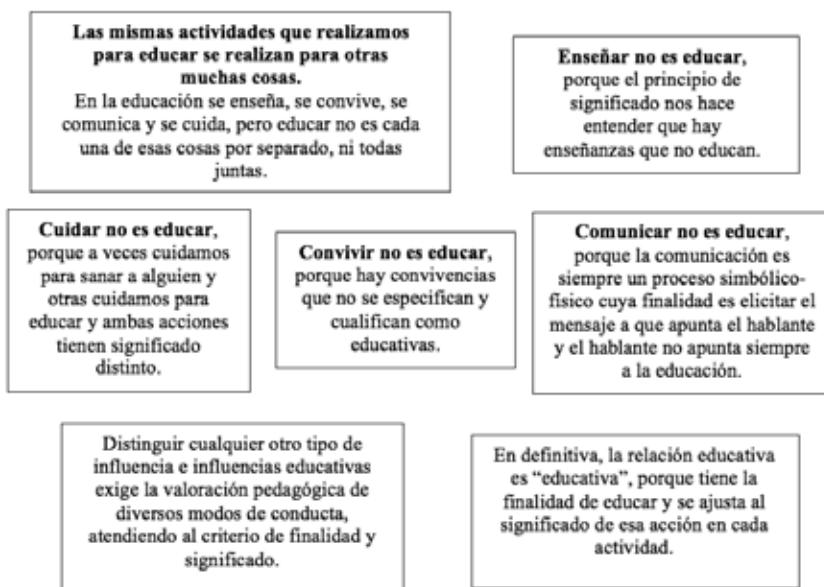 Las mismas actividades que realizamos
para educar se realizan para otras
muchas cosas.
En la educación se enseña, se convive, se
comunica y se cuida, pero educar no es cada
una de esas cosas por separado, ni todas
juntas.
Enseñar no es educar,
porque el principio de
significado nos hace
entender que hay
enseñanzas que no educan.
Cuidar no es educar,
porque a veces cuidamos
para sanar a alguien y
otras cuidamos para
educar y ambas acciones
tienen significado
distinto.
Convivir no es educar,
porque hay convivencias
que no se especifican y
cualifican como
educativas.
Comunicar no es educar,
porque la comunicación es
siempre un proceso simbólico-
físico cuya finalidad es elicitar el
mensaje a que apunta el hablante
y el hablante no apunta siempre
a la educación.
Distinguir cualquier otro tipo de
influencia e influencias educativas
exige la valoración pedagógica de
diversos modos de conducta,
atendiendo al criterio de finalidad y
significado.
En definitiva, la relación educativa
es “educativa”, porque tiene la
finalidad de educar y se ajusta al
significado de esa acción en cada
actividad.